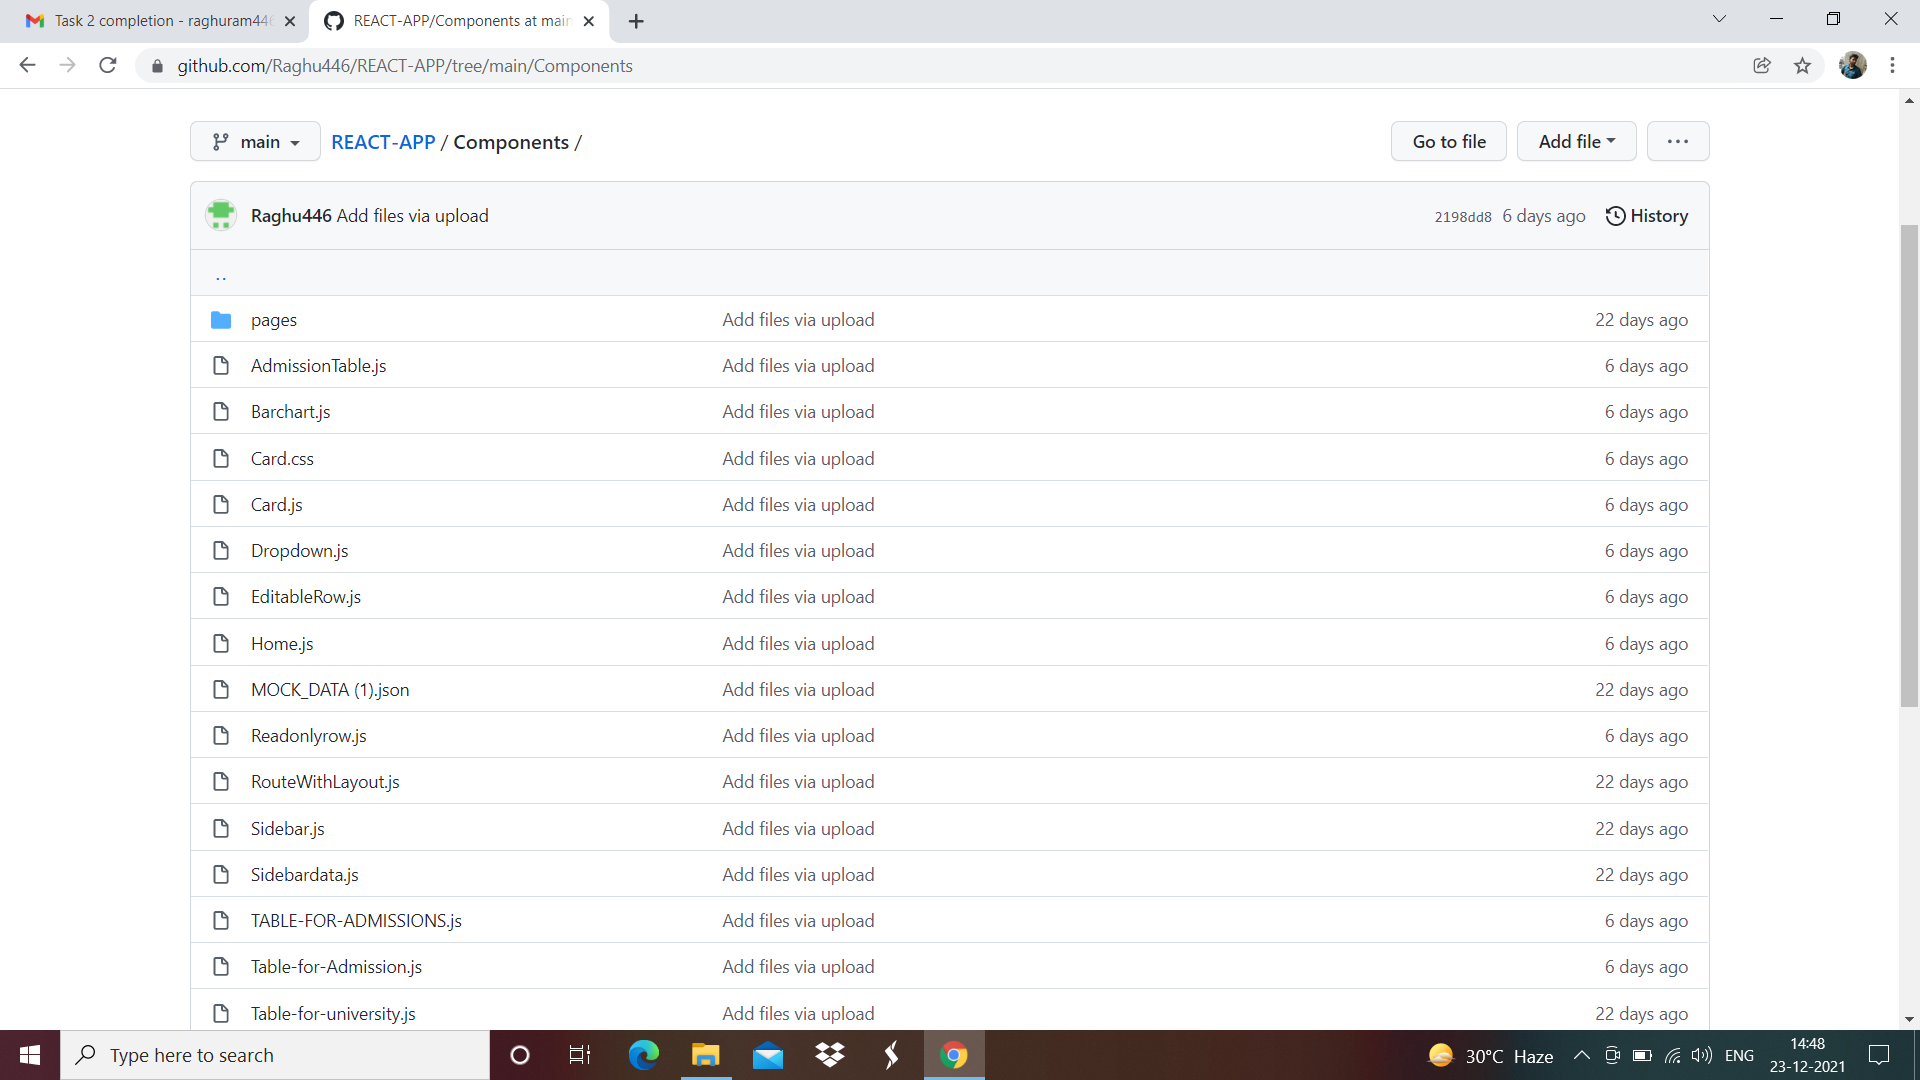 Task 2 completion - raghuram446
REACT-APP/Components at main
github.com/Raghu446/REACT-APP/tree/main/Components
main
REACT-APP / Components /
Go to file
Add file
Raghu446 Add files via upload
2198dd8 6 days ago
History
..
pages Add files via upload 22 days ago
AdmissionTable.js Add files via upload 6 days ago
Barchart.js Add files via upload 6 days ago
Card.css Add files via upload 6 days ago
Card.js Add files via upload 6 days ago
Dropdown.js Add files via upload 6 days ago
EditableRow.js Add files via upload 6 days ago
Home.js Add files via upload 6 days ago
MOCK_DATA (1).json Add files via upload 22 days ago
Readonlyrow.js Add files via upload 6 days ago
RouteWithLayout.js Add files via upload 22 days ago
Sidebar.js Add files via upload 22 days ago
Sidebardata.js Add files via upload 22 days ago
TABLE-FOR-ADMISSIONS.js Add files via upload 6 days ago
Table-for-Admission.js Add files via upload 6 days ago
Table-for-university.js Add files via upload 22 days ago
Type here to search
30°C Haze
ENG
14:48
23-12-2021